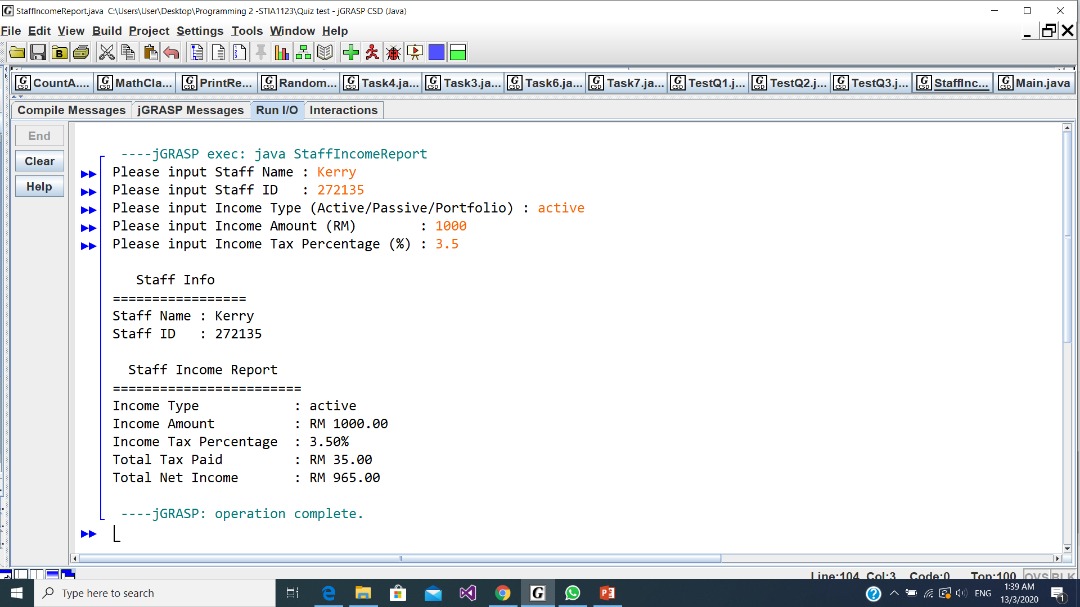 StaffIncomeReport.java C:\Users\User\Desktop\Programming 2 -STIA1123\Quiz test - jGRASP CSD (Java)
File Edit View Build Project Settings Tools Window Help
CountA.... MathCla... PrintRe... Random... Task4.ja... Task3.ja... Task6.ja... Task7.ja... TestQ1.j... TestQ2.j... TestQ3.j... StaffInc... Main.java
Compile Messages jGRASP Messages Run I/O Interactions
End
Clear
Help
----jGRASP exec: java StaffIncomeReport
Please input Staff Name : Kerry
Please input Staff ID : 272135
Please input Income Type (Active/Passive/Portfolio) : active
Please input Income Amount (RM) : 1000
Please input Income Tax Percentage (%) : 3.5
Staff Info
=================
Staff Name : Kerry
Staff ID : 272135
Staff Income Report
========================
Income Type : active
Income Amount : RM 1000.00
Income Tax Percentage : 3.50%
Total Tax Paid : RM 35.00
Total Net Income : RM 965.00
----jGRASP: operation complete.
Line:104 Col:3 Code:0 Top:100 OVS BLK
Type here to search
ENG
1:39 AM
13/3/2020